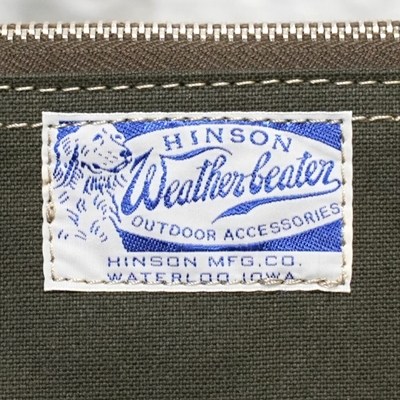 HINSON
Weatherbeater
OUTDOOR ACCESSORIES
HINSON MFG. CO.
WATERLOO, IOWA